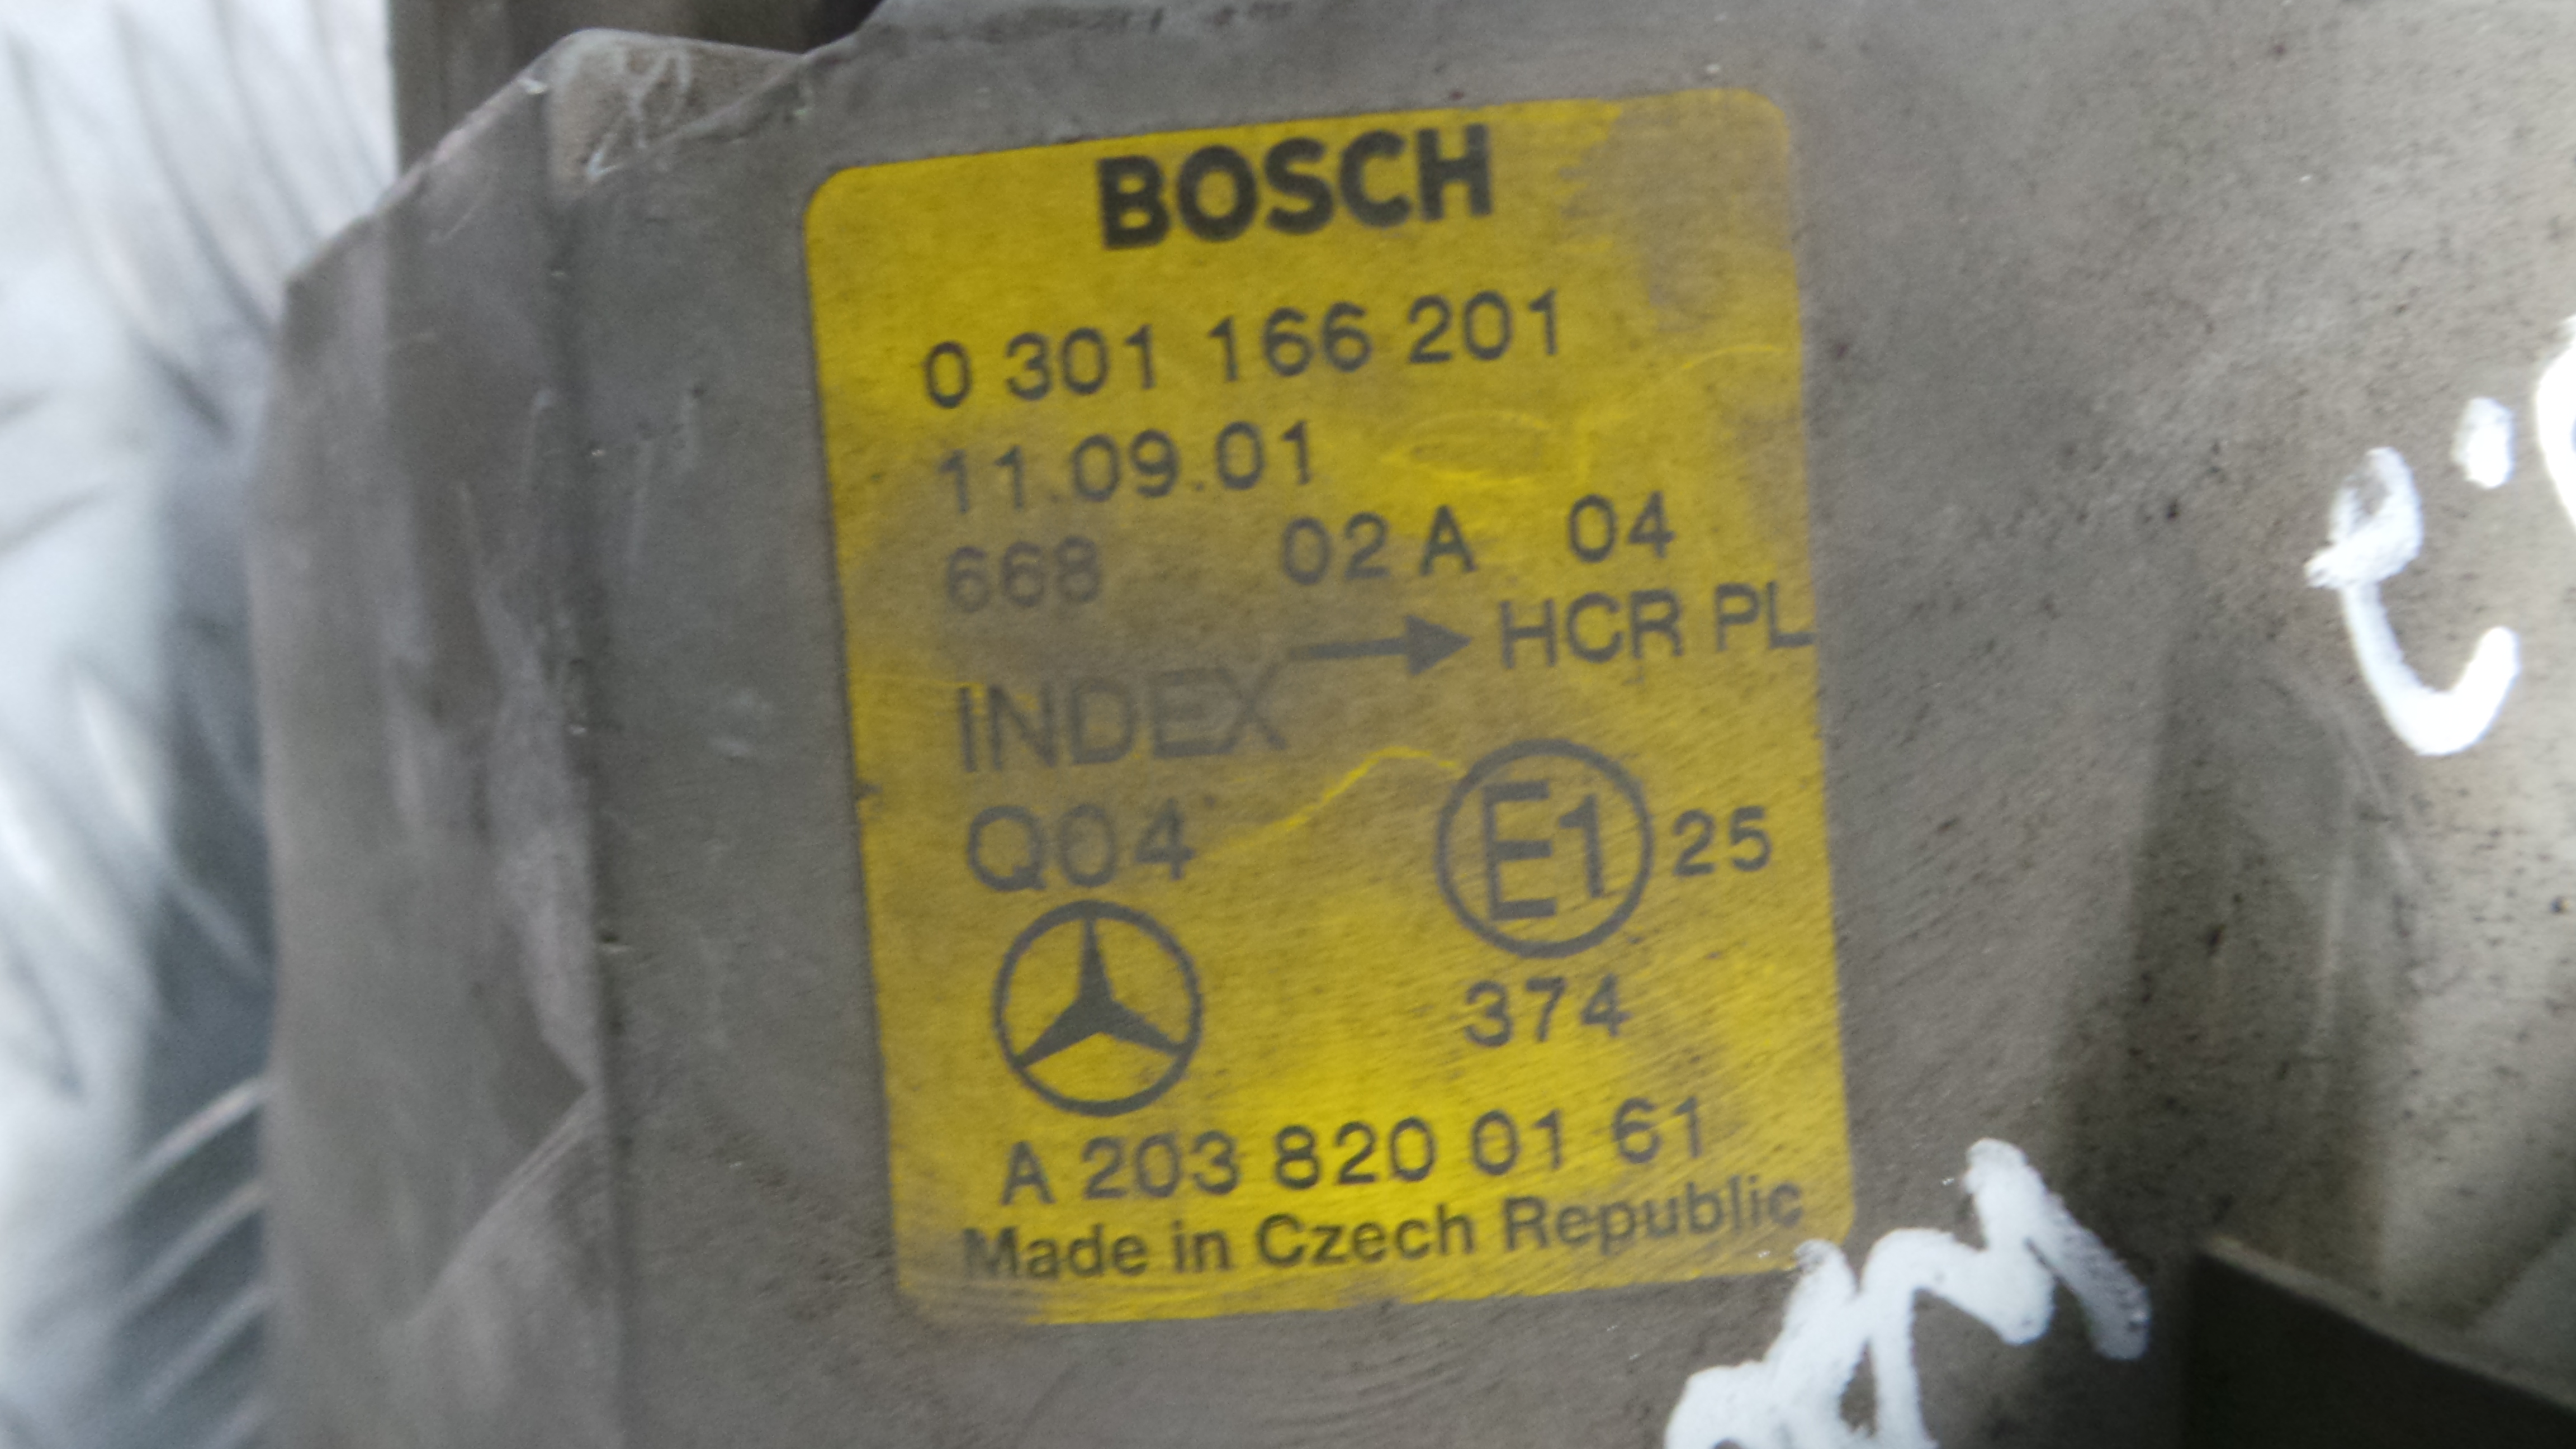 BOSCH
0 301 166 201
11.09.01
668 02 A 04
→ HCR PL
INDEX
Q04
E1 25
374
A 203 820 01 61
Made in Czech Republic